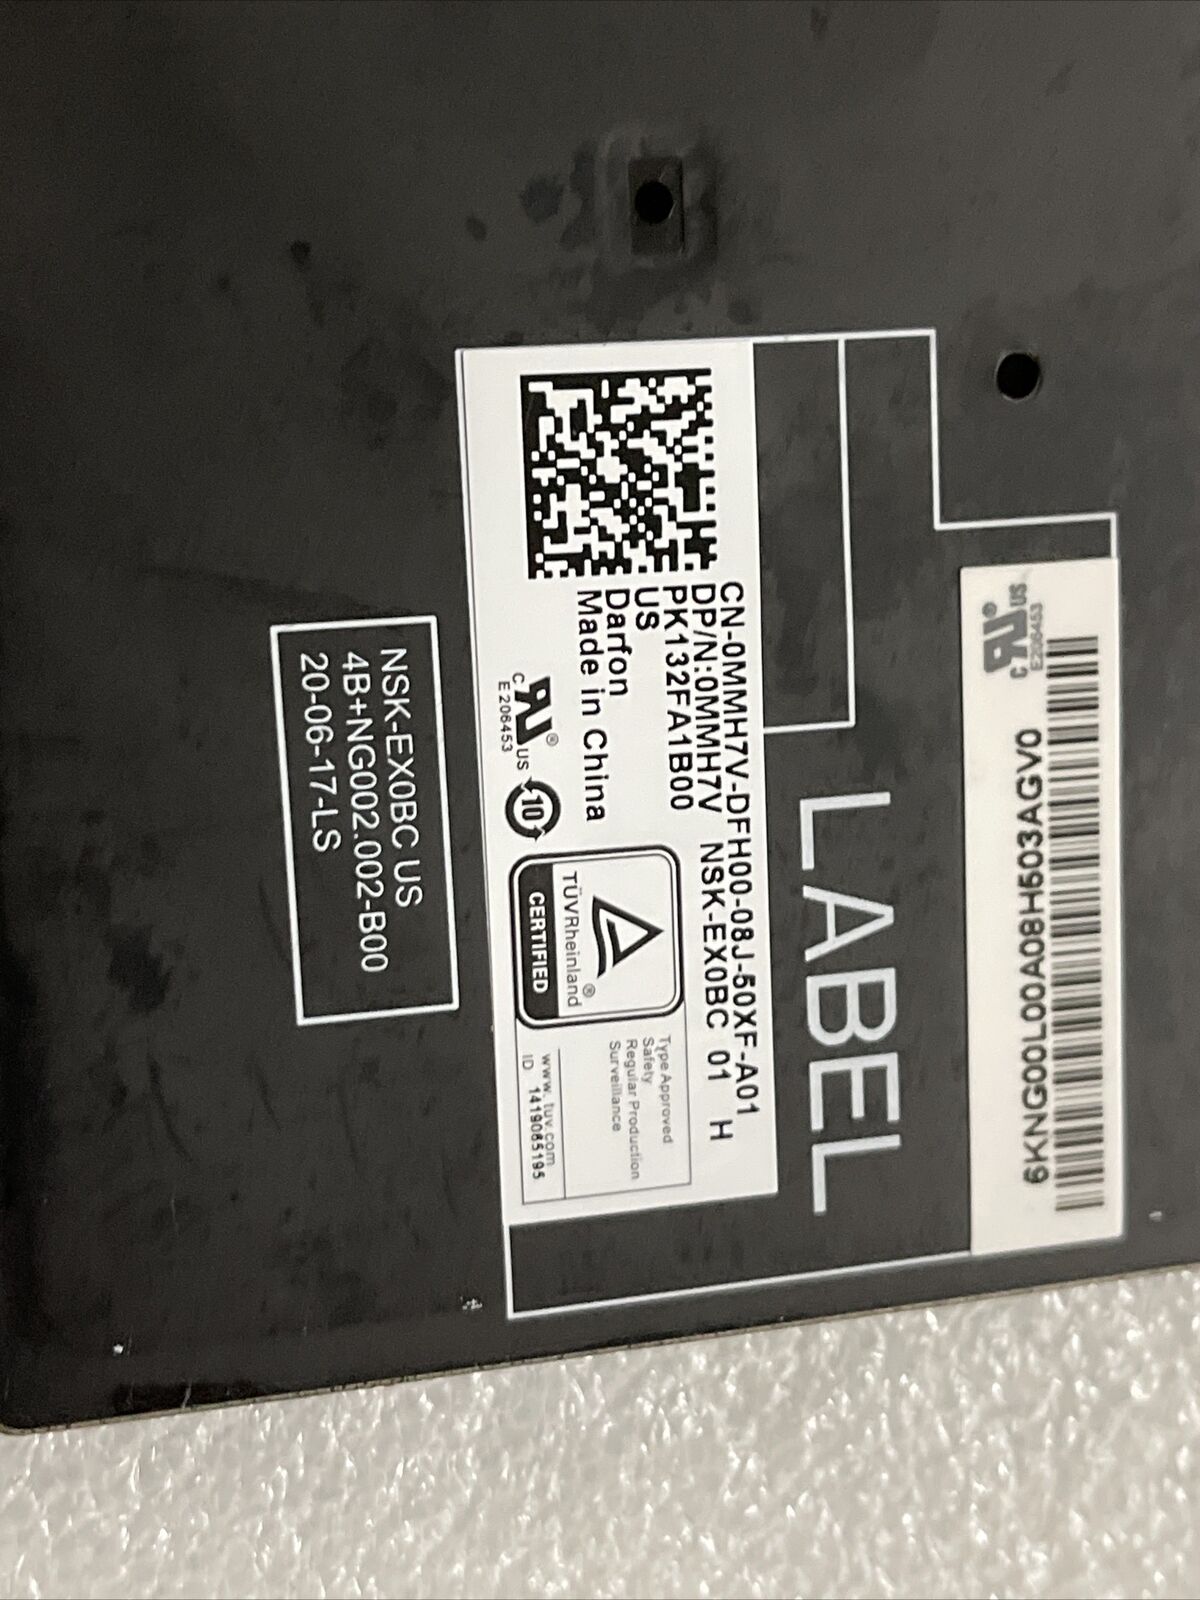 CN-0MMH7V-DFH00-08J-50XF-A01
DP/N:0MMH7V NSK-EX0BC 01 H
PK132FA1B00
US
Darfon
Made in China
C US ®
E206453
10
TÜVRheinland®
CERTIFIED
Type Approved
Safety
Regular Production
Surveillance
www.tuv.com
ID 1419065195
LABEL
NSK-EX0BC US
4B+NG002.002-B00
20-06-17-LS
C US ®
E206453
6KNG00L00A08H503AGV0